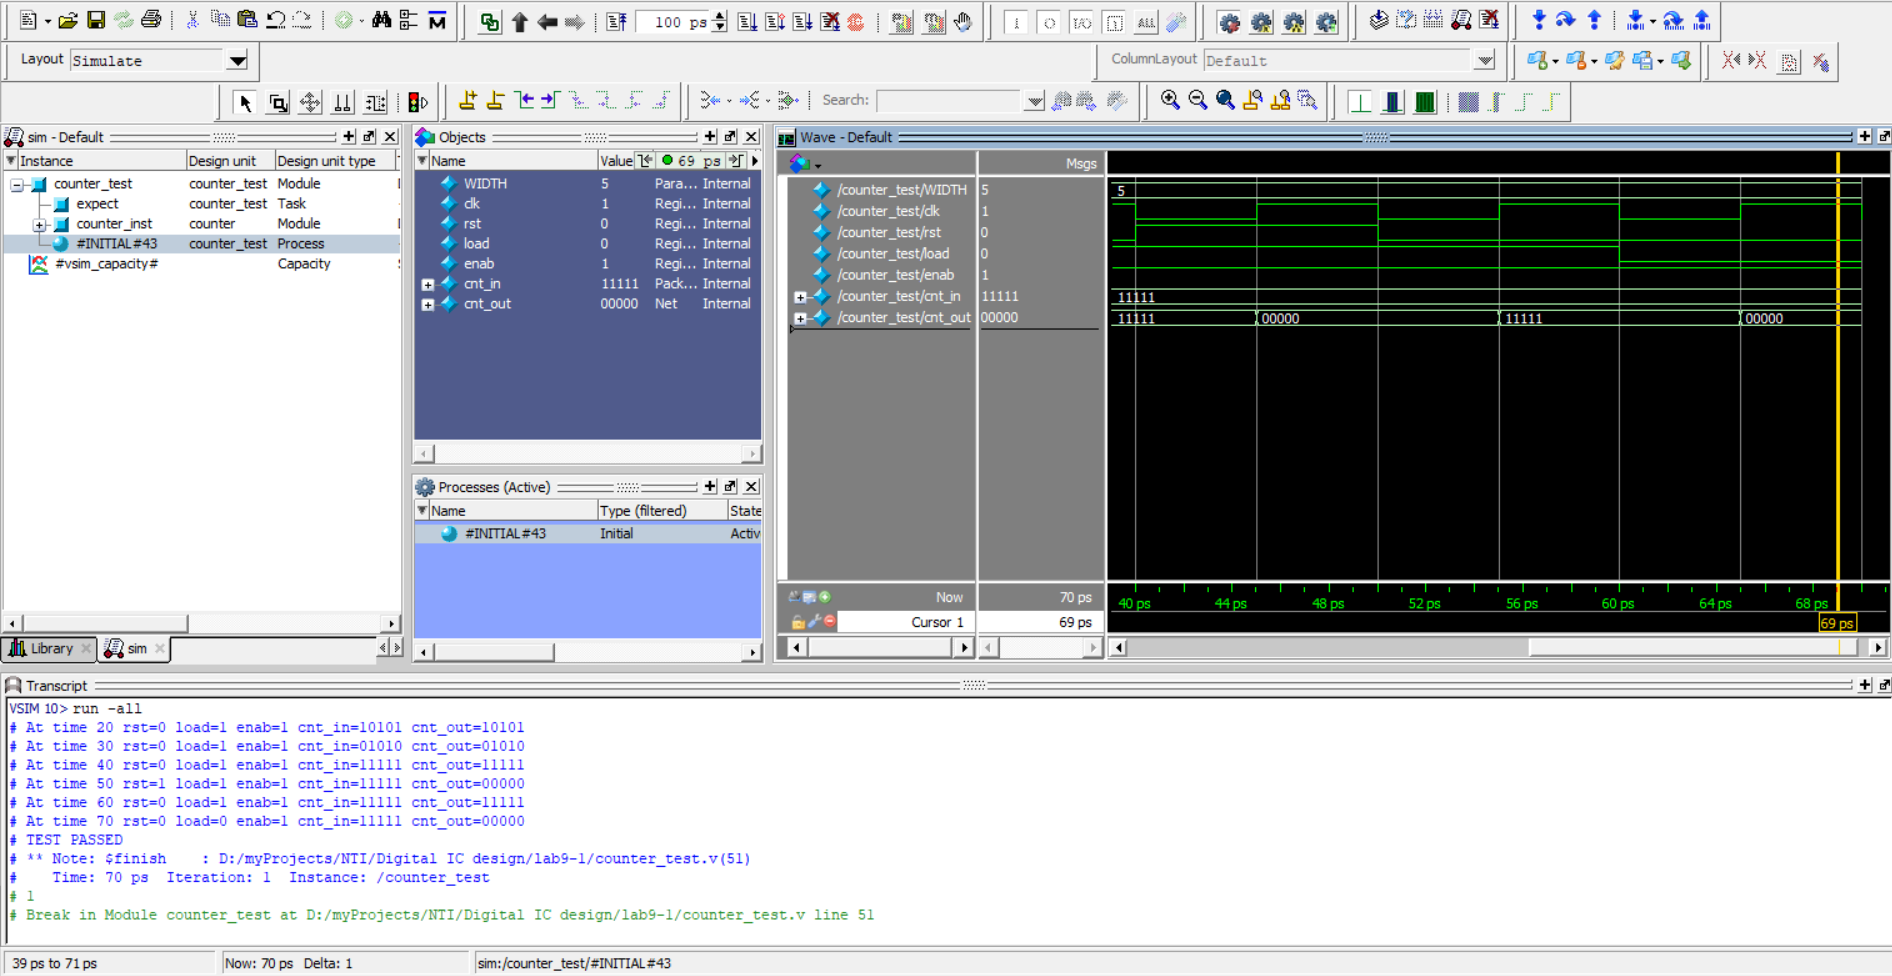 100 ps
I
O
I/O
ALL
Layout
Simulate
ColumnLayout
Default
Search:
sim - Default
Instance
Design unit
Design unit type
counter_test
counter_test
Module
expect
counter_test
Task
counter_inst
counter
Module
#INITIAL#43
counter_test
Process
#vsim_capacity#
Capacity
Library
sim
Objects
Name
Value
69 ps
WIDTH
5
Para...
Internal
clk
1
Regi...
Internal
rst
0
Regi...
Internal
load
0
Regi...
Internal
enab
1
Regi...
Internal
cnt_in
11111
Pack...
Internal
cnt_out
00000
Net
Internal
Processes (Active)
Name
Type (filtered)
State
#INITIAL#43
Initial
Activ
Wave - Default
Msgs
/counter_test/WIDTH
5
5
/counter_test/clk
1
/counter_test/rst
0
/counter_test/load
0
/counter_test/enab
1
/counter_test/cnt_in
11111
11111
/counter_test/cnt_out
00000
11111
00000
11111
00000
Now
70 ps
40 ps
44 ps
48 ps
52 ps
56 ps
60 ps
64 ps
68 ps
Cursor 1
69 ps
69 ps
Transcript
VSIM 10> run -all
# At time 20 rst=0 load=1 enab=1 cnt_in=10101 cnt_out=10101
# At time 30 rst=0 load=1 enab=1 cnt_in=01010 cnt_out=01010
# At time 40 rst=0 load=1 enab=1 cnt_in=11111 cnt_out=11111
# At time 50 rst=1 load=1 enab=1 cnt_in=11111 cnt_out=00000
# At time 60 rst=0 load=1 enab=1 cnt_in=11111 cnt_out=11111
# At time 70 rst=0 load=0 enab=1 cnt_in=11111 cnt_out=00000
# TEST PASSED
# ** Note: $finish    : D:/myProjects/NTI/Digital IC design/lab9-1/counter_test.v(51)
#    Time: 70 ps  Iteration: 1  Instance: /counter_test
# 1
# Break in Module counter_test at D:/myProjects/NTI/Digital IC design/lab9-1/counter_test.v line 51
39 ps to 71 ps
Now: 70 ps  Delta: 1
sim:/counter_test/#INITIAL#43